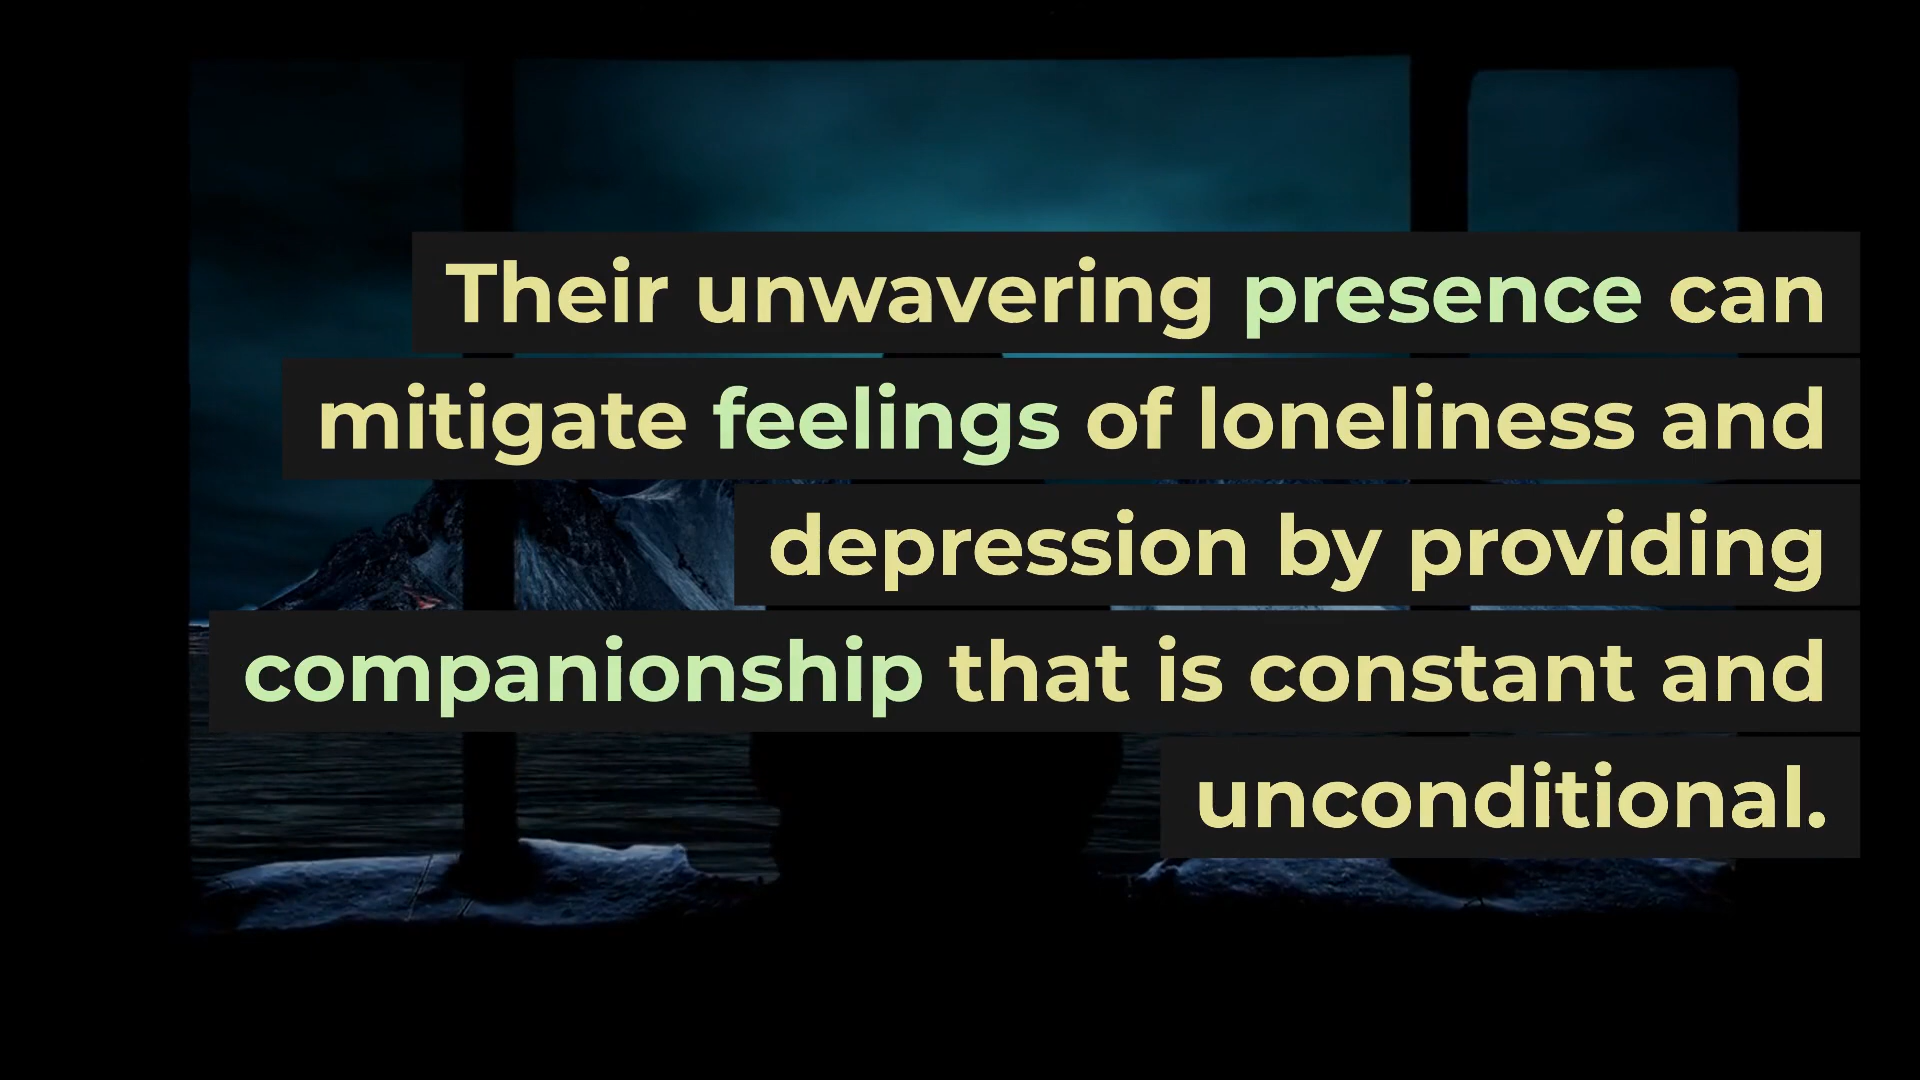 Their unwavering presence can
mitigate feelings of loneliness and
depression by providing
companionship that is constant and
unconditional.